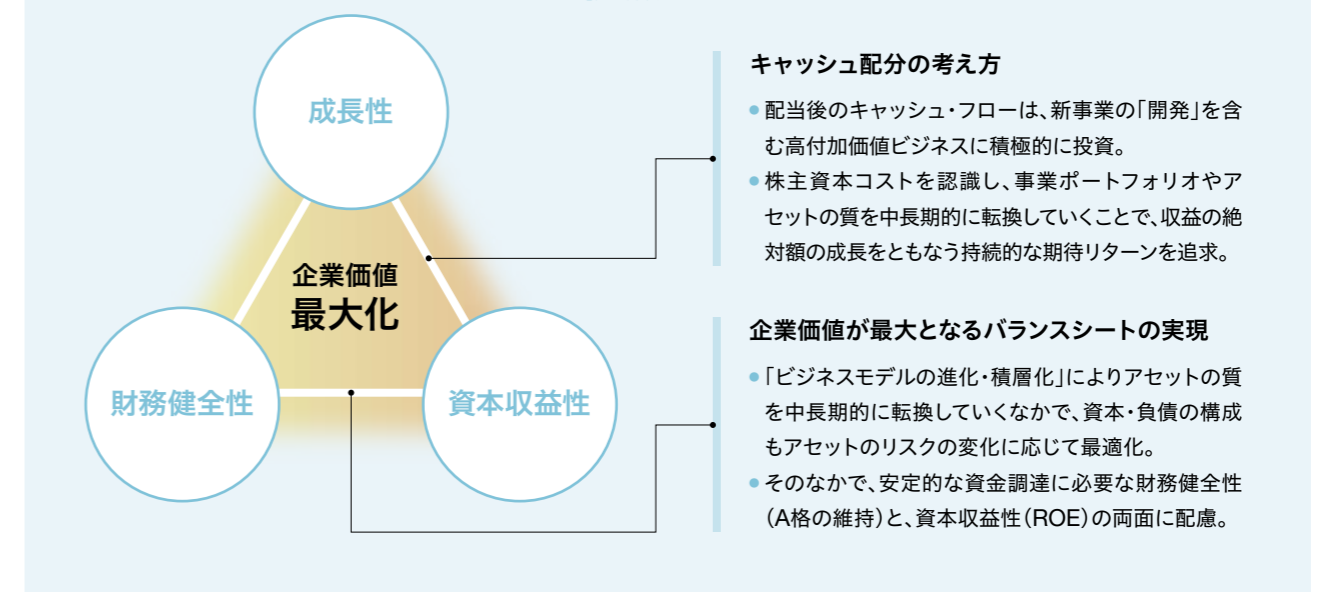 成長性
企業価値
最大化
財務健全性
資本収益性
キャッシュ配分の考え方
●配当後のキャッシュ・フローは、新事業の「開発」を含
む高付加価値ビジネスに積極的に投資。
●株主資本コストを認識し、事業ポートフォリオやア
セットの質を中長期的に転換していくことで、収益の絶
対額の成長をともなう持続的な期待リターンを追求。
企業価値が最大となるバランスシートの実現
●「ビジネスモデルの進化・積層化」によりアセットの質
を中長期的に転換していくなかで、資本・負債の構成
もアセットのリスクの変化に応じて最適化。
●そのなかで、安定的な資金調達に必要な財務健全性
（A格の維持）と、資本収益性（ROE）の両面に配慮。